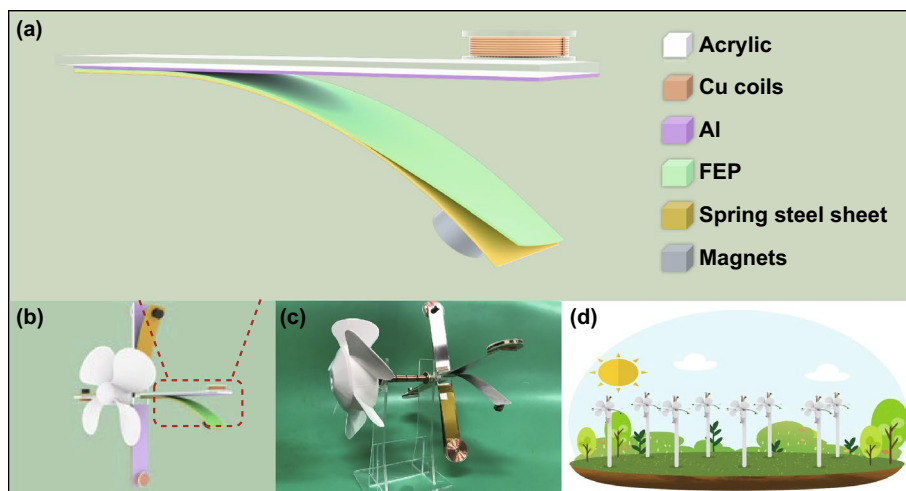 (a)
Acrylic
Cu coils
Al
FEP
Spring steel sheet
Magnets
(b)
(c)
(d)